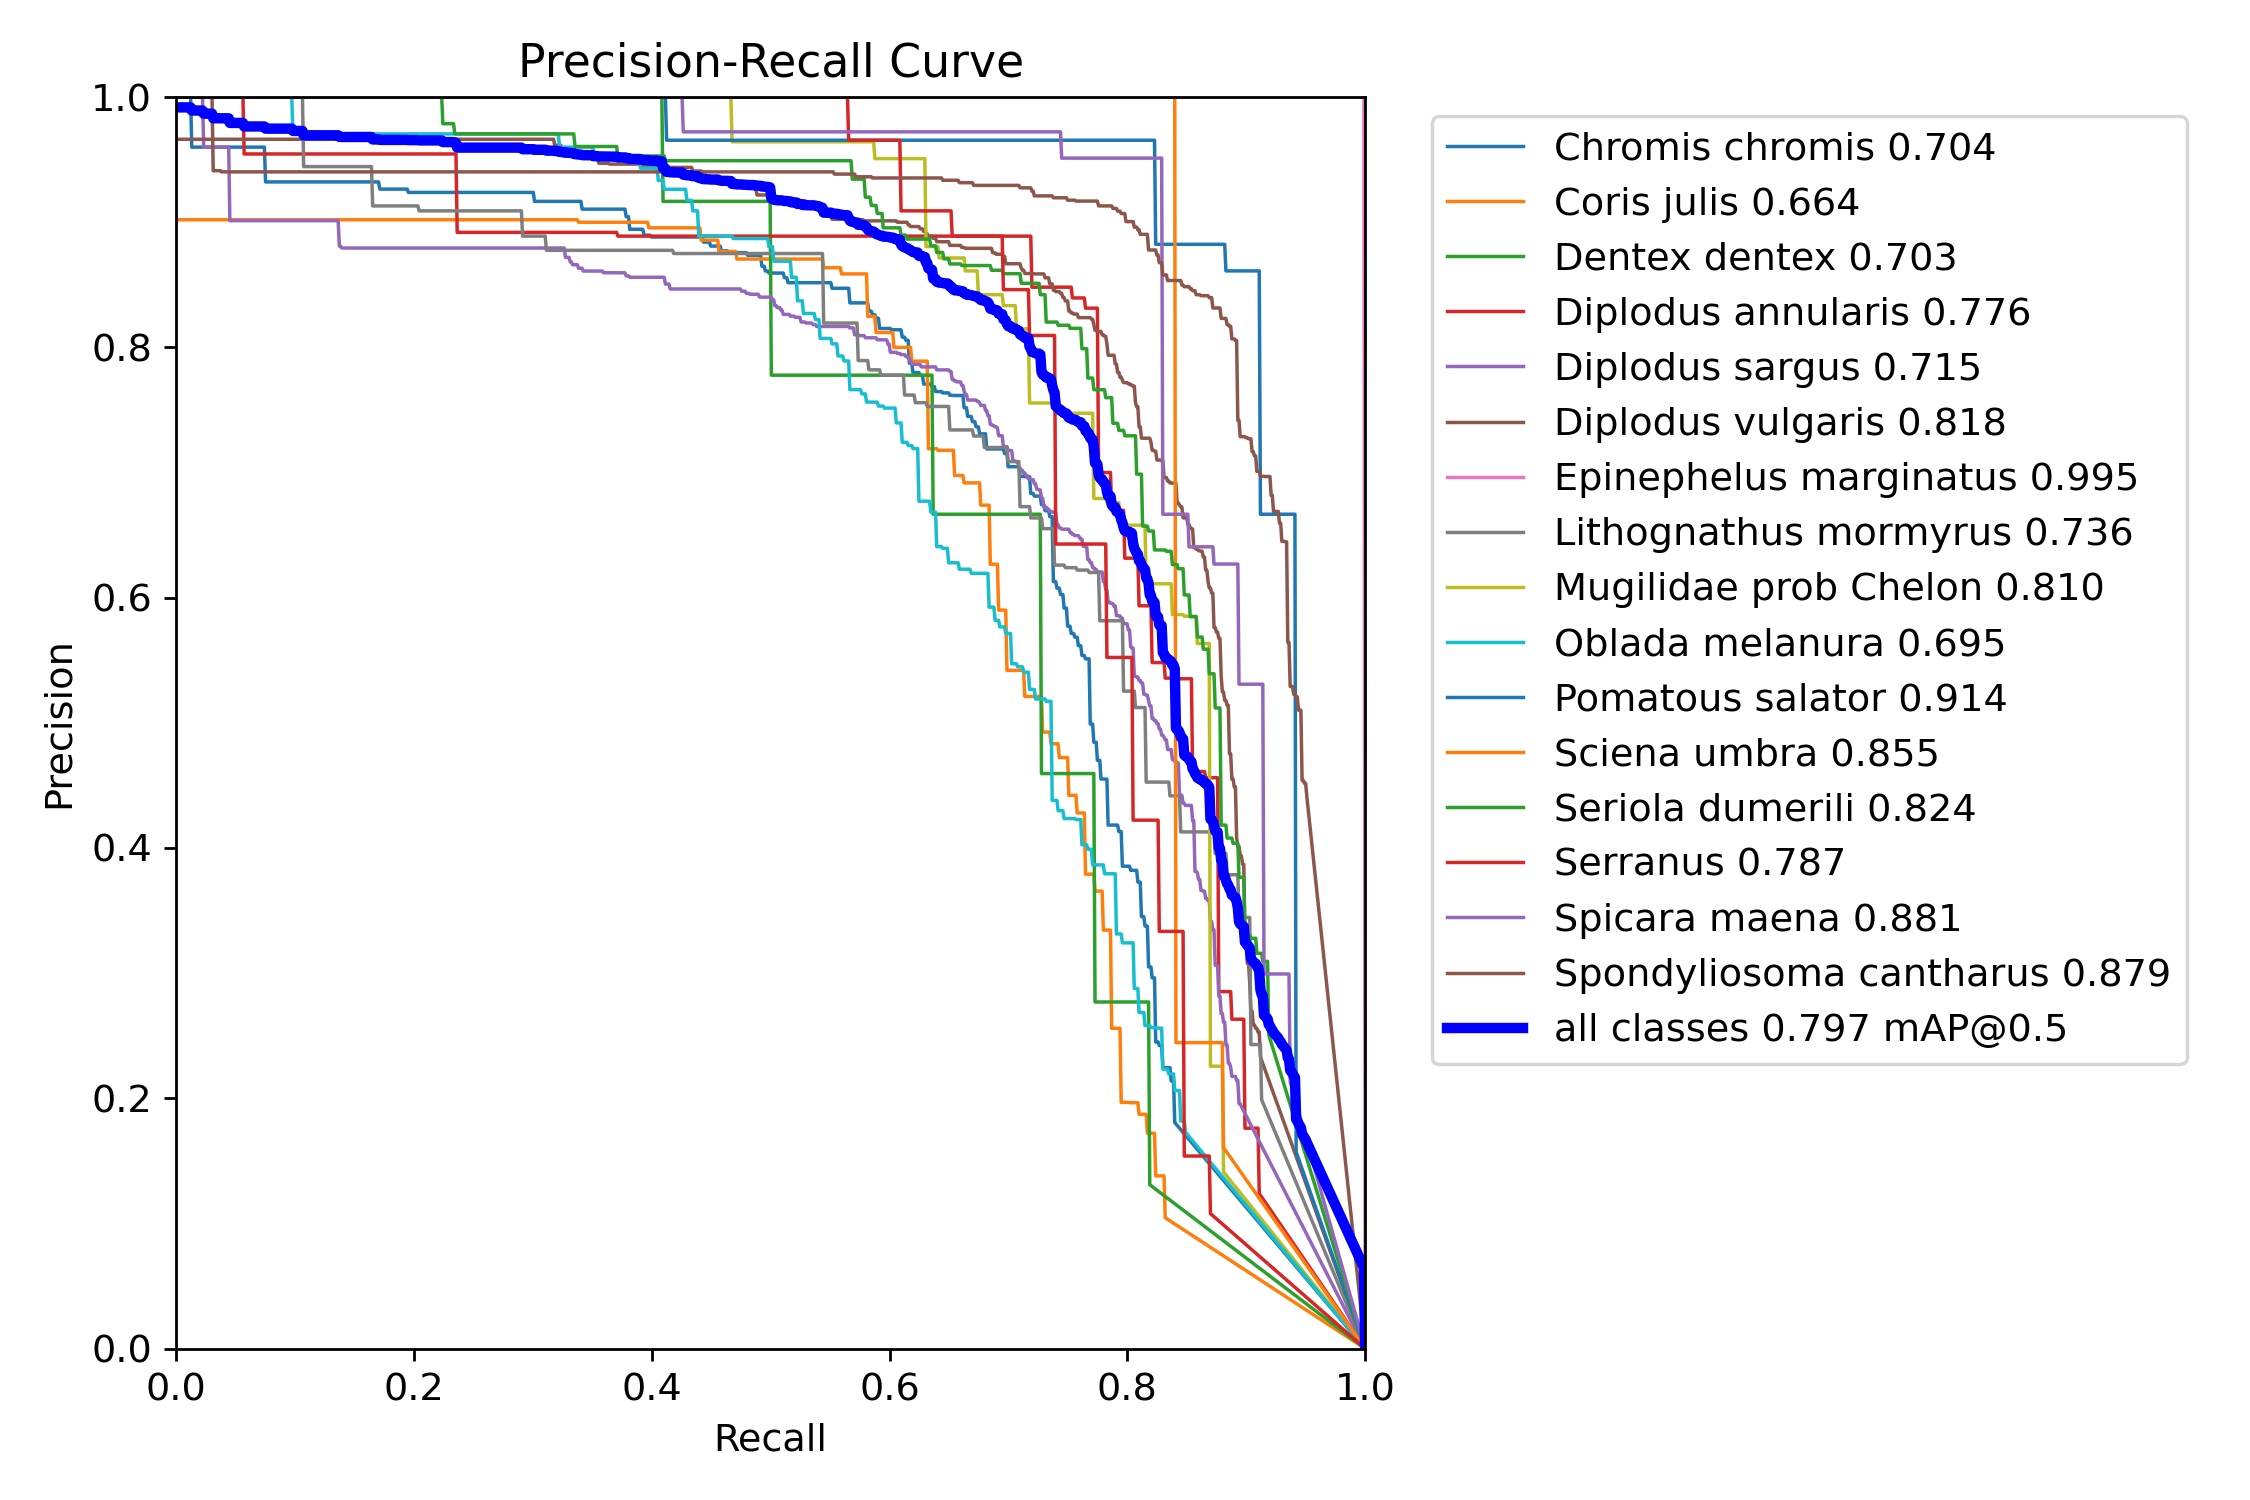 Precision-Recall Curve
1.0
0.8
0.6
0.4
0.2
0.0
Precision
0.0 0.2 0.4 0.6 0.8 1.0
Recall
Chromis chromis 0.704
Coris julis 0.664
Dentex dentex 0.703
Diplodus annularis 0.776
Diplodus sargus 0.715
Diplodus vulgaris 0.818
Epinephelus marginatus 0.995
Lithognathus mormyrus 0.736
Mugilidae prob Chelon 0.810
Oblada melanura 0.695
Pomatous salator 0.914
Sciena umbra 0.855
Seriola dumerili 0.824
Serranus 0.787
Spicara maena 0.881
Spondyliosoma cantharus 0.879
all classes 0.797 mAP@0.5